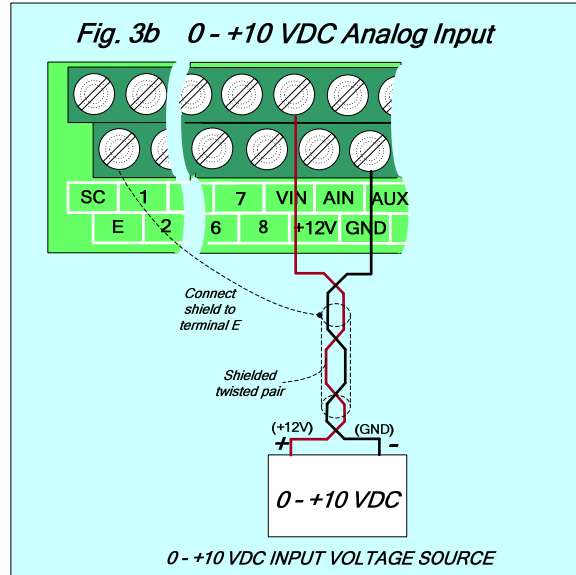 Fig. 3b 0 - +10 VDC Analog Input
SC 1 7 VIN AIN AUX
E 2 6 8 +12V GND
Connect
shield to
terminal E
Shielded
twisted pair
(+12V) (GND)
+ -
0 - +10 VDC
0 - +10 VDC INPUT VOLTAGE SOURCE